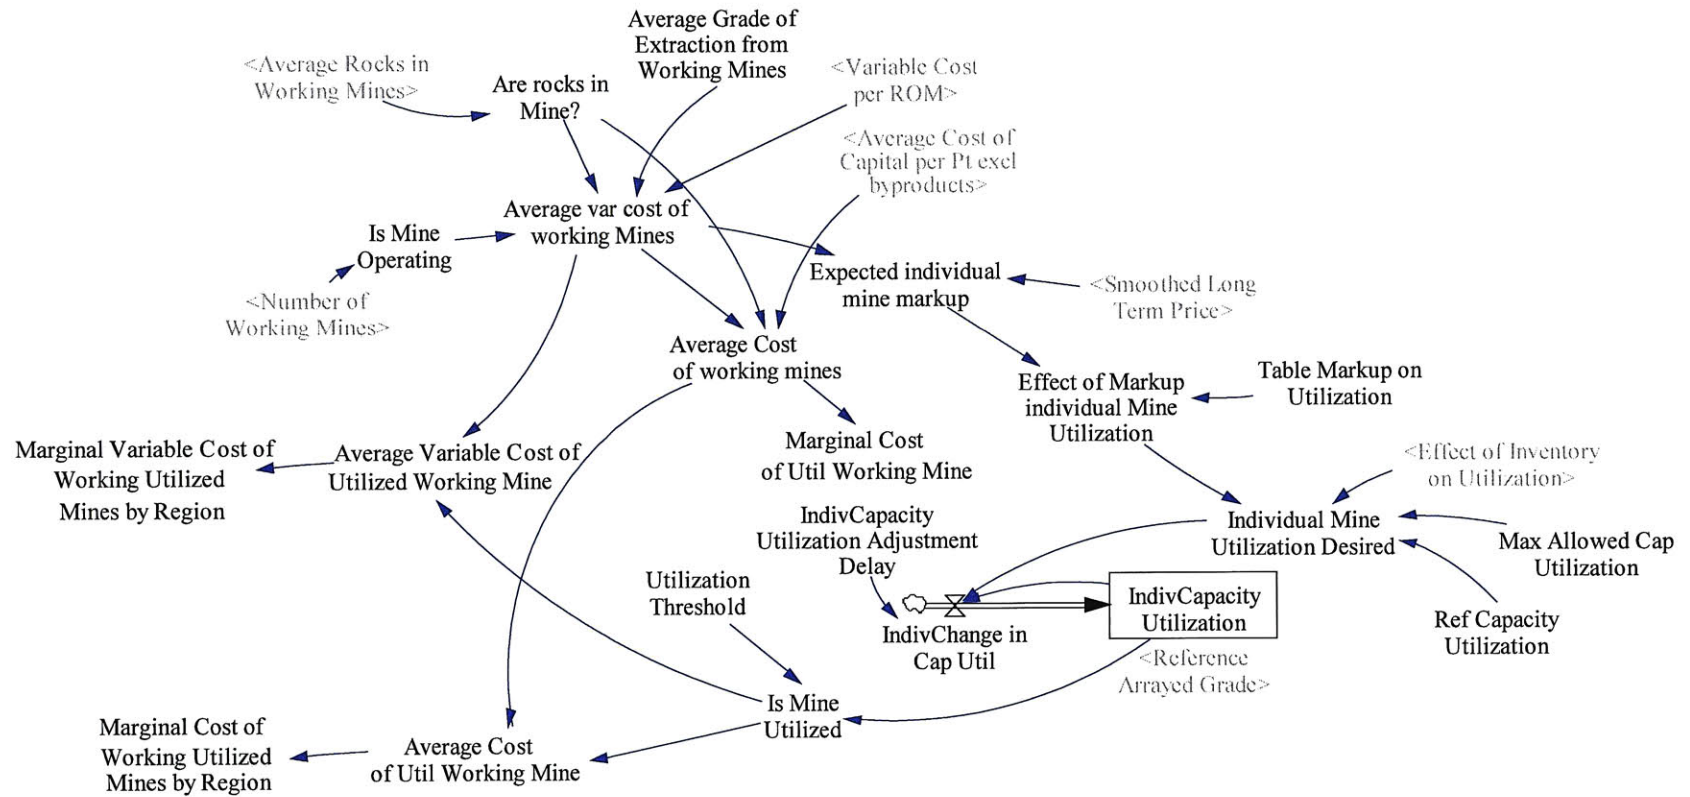 Average Grade of
Extraction from
Working Mines
<Average Rocks in
Working Mines>
Are rocks in
Mine?
<Variable Cost
per ROM>
<Average Cost of
Capital per Pt excl
byproducts>
Average var cost of
working Mines
Is Mine
Operating
<Number of
Working Mines>
Expected individual
mine markup
<Smoothed Long
Term Price>
Average Cost
of working mines
Effect of Markup
individual Mine
Utilization
Table Markup on
Utilization
Marginal Variable Cost of
Working Utilized
Mines by Region
Average Variable Cost of
Utilized Working Mine
Marginal Cost
of Util Working Mine
<Effect of Inventory
on Utilization>
IndivCapacity
Utilization Adjustment
Delay
Individual Mine
Utilization Desired
Max Allowed Cap
Utilization
Utilization
Threshold
IndivChange in
Cap Util
IndivCapacity
Utilization
Ref Capacity
Utilization
<Reference
Arrayed Grade>
Is Mine
Utilized
Marginal Cost of
Working Utilized
Mines by Region
Average Cost
of Util Working Mine